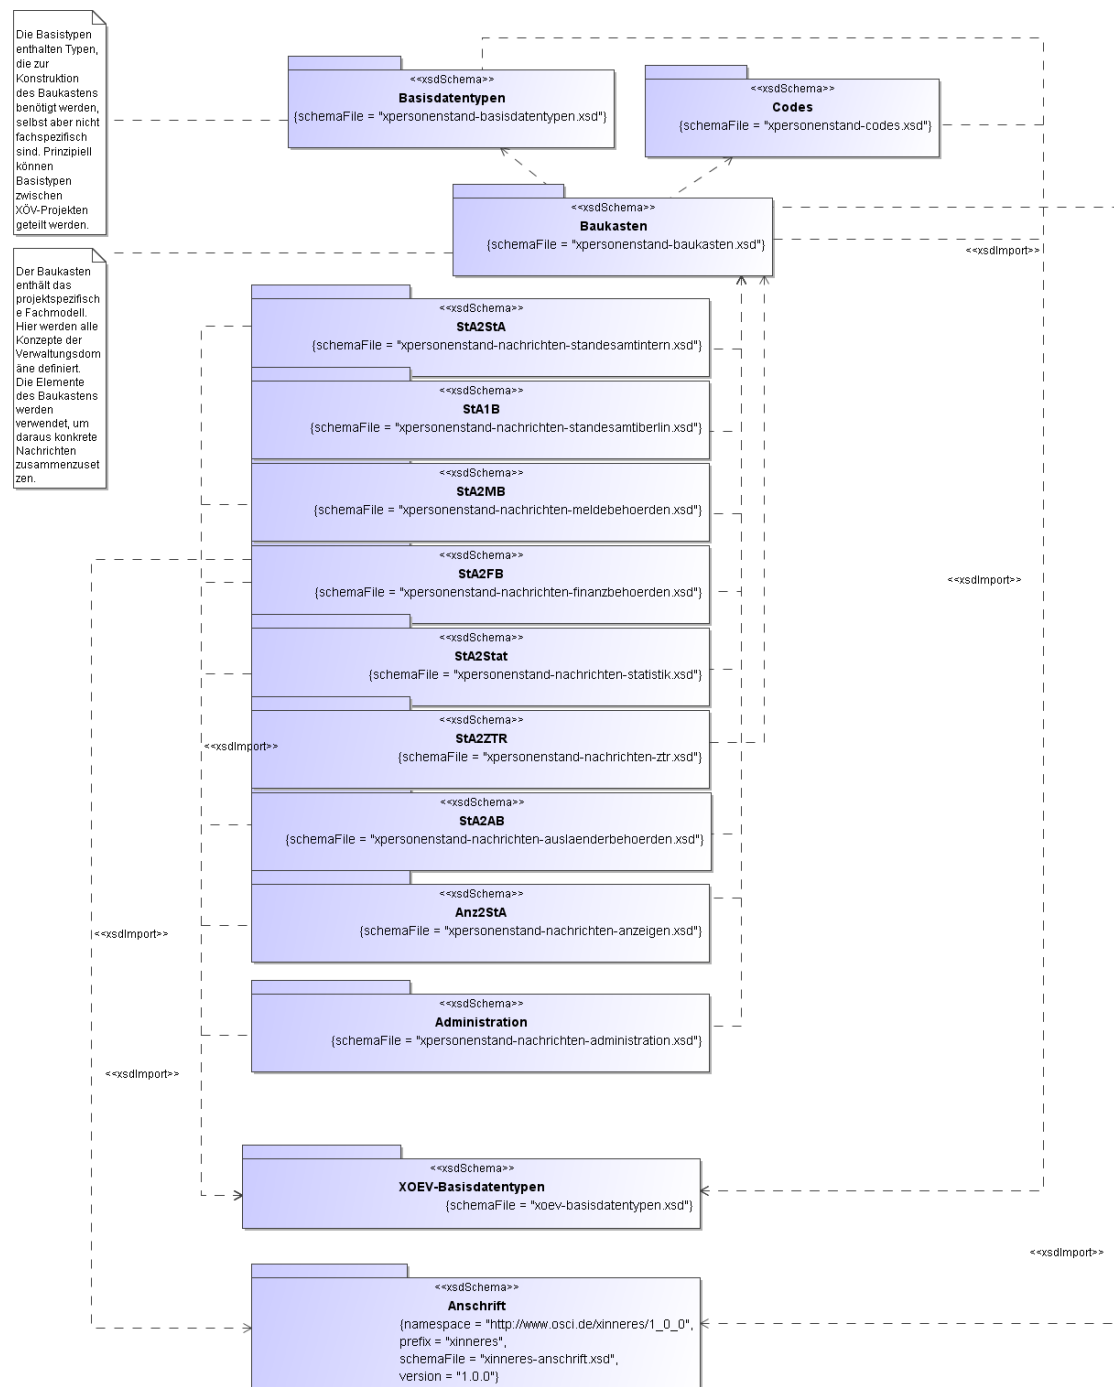 Die Basistypen
enthalten Typen,
die zur
Konstruktion
des Baukastens
benötigt werden,
selbst aber nicht
fachspezifisch
sind. Prinzipiell
können
Basistypen
zwischen
XÖV-Projekten
geteilt werden.
<<xsdSchema>>
Basisdatentypen
{schemaFile = "xpersonenstand-basisdatentypen.xsd"}
<<xsdSchema>>
Codes
{schemaFile = "xpersonenstand-codes.xsd"}
<<xsdSchema>>
Baukasten
{schemaFile = "xpersonenstand-baukasten.xsd"}
<<xsdImport>>
Der Baukasten
enthält das
projektspezifisch
e Fachmodell.
Hier werden alle
Konzepte der
Verwaltungsdom
äne definiert.
Die Elemente
des Baukastens
werden
verwendet, um
daraus konkrete
Nachrichten
zusammenzuset
zen.
<<xsdSchema>>
StA2StA
{schemaFile = "xpersonenstand-nachrichten-standesamtintern.xsd"}
<<xsdSchema>>
StA1B
{schemaFile = "xpersonenstand-nachrichten-standesamtiberlin.xsd"}
<<xsdSchema>>
StA2MB
{schemaFile = "xpersonenstand-nachrichten-meldebehoerden.xsd"}
<<xsdSchema>>
StA2FB
{schemaFile = "xpersonenstand-nachrichten-finanzbehoerden.xsd"}
<<xsdImport>>
<<xsdSchema>>
StA2Stat
{schemaFile = "xpersonenstand-nachrichten-statistik.xsd"}
<<xsdSchema>>
StA2ZTR
<<xsdImport>>
{schemaFile = "xpersonenstand-nachrichten-ztr.xsd"}
<<xsdSchema>>
StA2AB
{schemaFile = "xpersonenstand-nachrichten-auslaenderbehoerden.xsd"}
<<xsdSchema>>
Anz2StA
{schemaFile = "xpersonenstand-nachrichten-anzeigen.xsd"}
<<xsdImport>>
<<xsdSchema>>
Administration
{schemaFile = "xpersonenstand-nachrichten-administration.xsd"}
<<xsdImport>>
<<xsdSchema>>
XOEV-Basisdatentypen
{schemaFile = "xoev-basisdatentypen.xsd"}
<<xsdImport>>
<<xsdSchema>>
Anschrift
{namespace = "http://www.osci.de/xinneres/1_0_0",
prefix = "xinneres",
schemaFile = "xinneres-anschrift.xsd",
version = "1.0.0"}